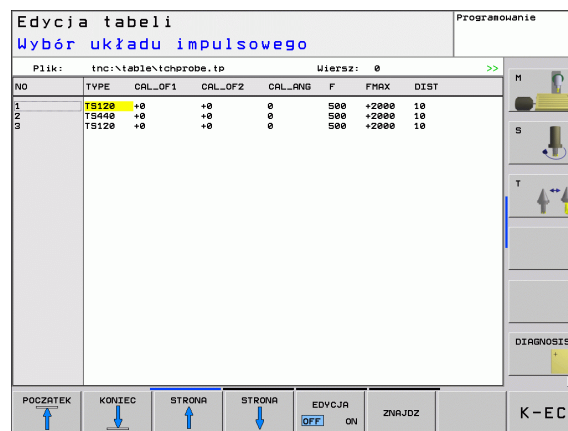 Edycja tabeli
Programowanie
Wybór układu impulsowego
Plik: tnc:\table\tchprobe.tp Wiersz: 0 >>
NO TYPE CAL_OF1 CAL_OF2 CAL_ANG F FMAX DIST
1 TS120 +0 +0 0 500 +2000 10
2 TS440 +0 +0 0 500 +2000 10
3 TS120 +0 +0 0 500 +2000 10
M
S
T
DIAGNOSIS
POCZATEK KONIEC STRONA STRONA EDYCJA
OFF ON
ZNAJDZ
K-EC